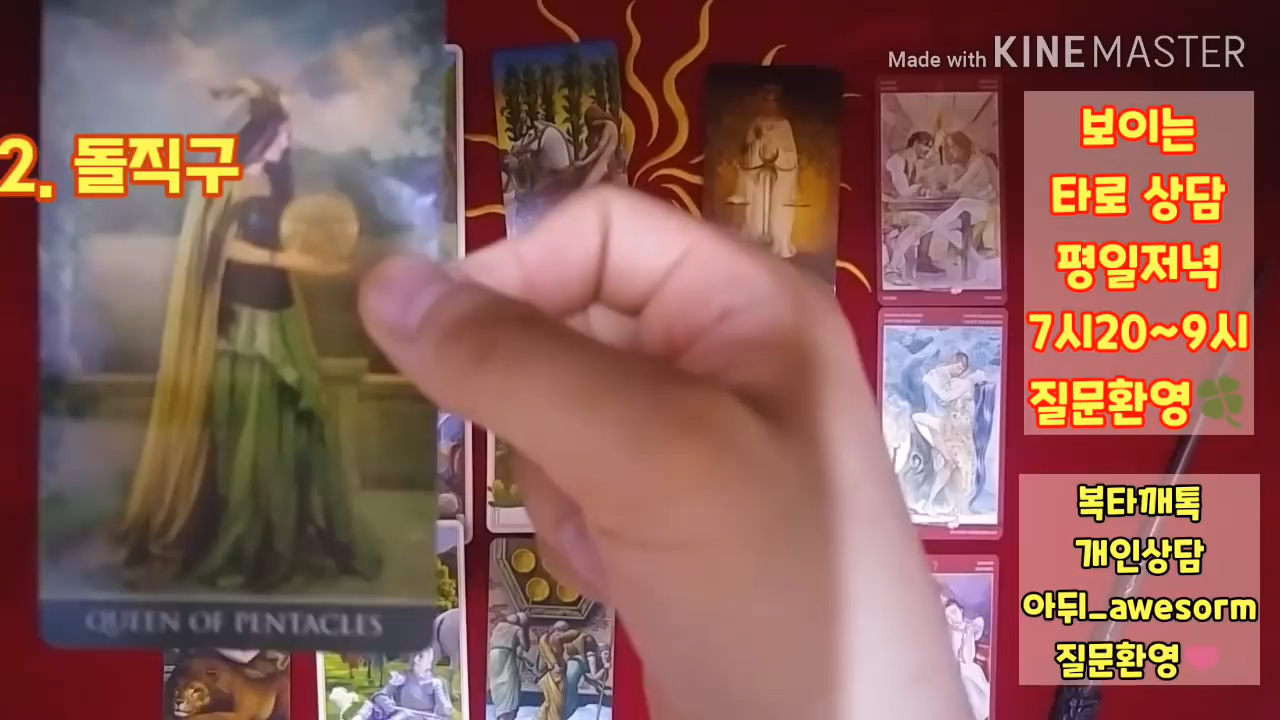 Made with KINEMASTER
2. 돌직구
보이는
타로 상담
평일저녁
7시20~9시
질문환영🍀
복타깨톡
개인상담
아뒤_awesorm
질문환영❤
QUEEN OF PENTACLES